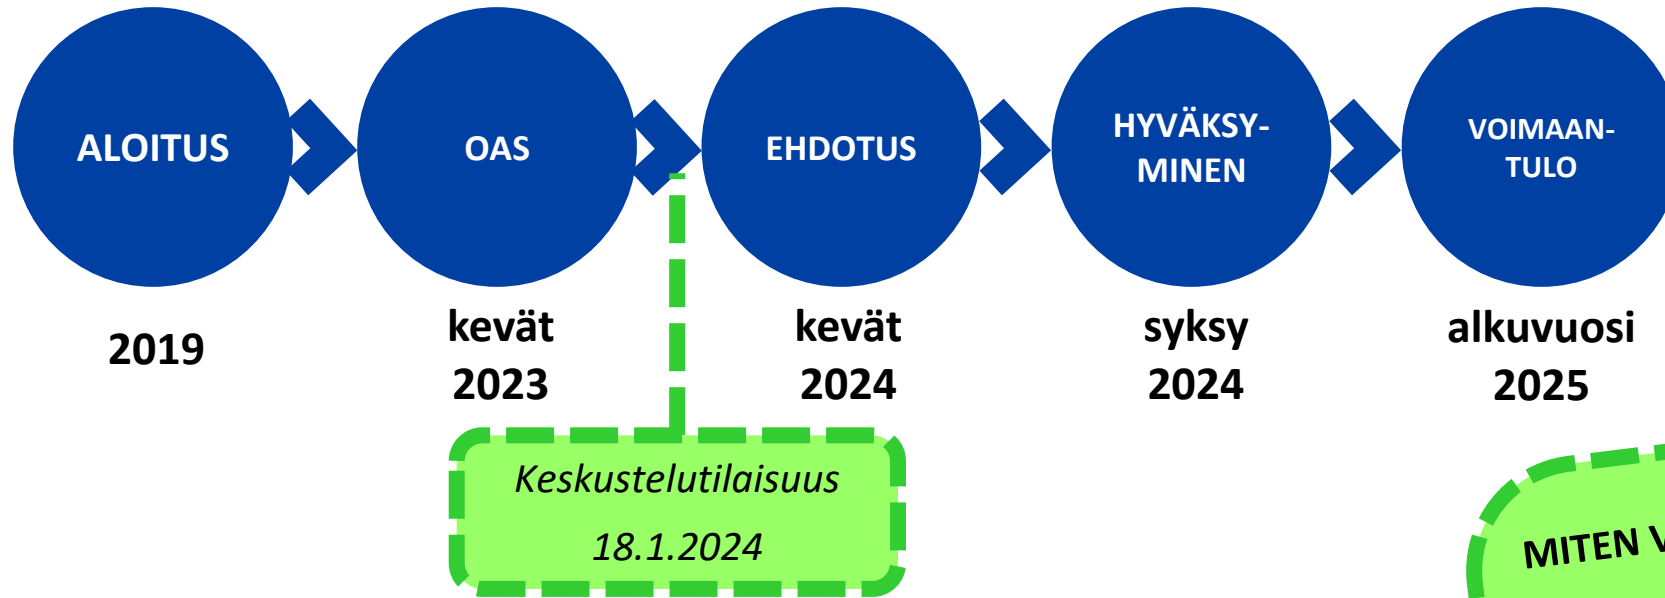 ALOITUS
OAS
EHDOTUS
HYVÄKSY-
MINEN
VOIMAAN-
TULO
2019
kevät
2023
kevät
2024
syksy
2024
alkuvuosi
2025
Keskustelutilaisuus
18.1.2024
MITEN